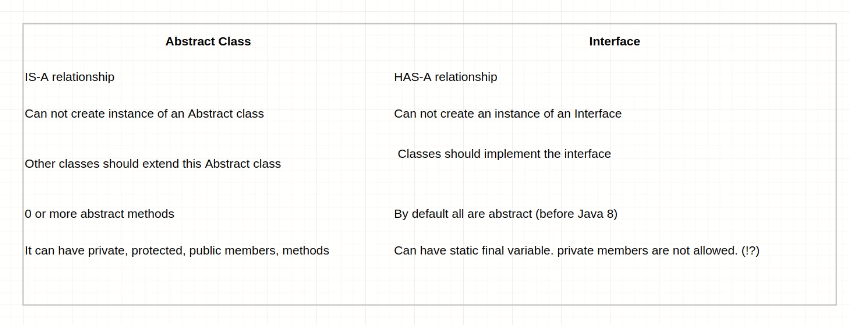 Abstract Class Interface
IS-A relationship HAS-A relationship
Can not create instance of an Abstract class Can not create an instance of an Interface
Other classes should extend this Abstract class Classes should implement the interface
0 or more abstract methods By default all are abstract (before Java 8)
It can have private, protected, public members, methods Can have static final variable. private members are not allowed. (!?)